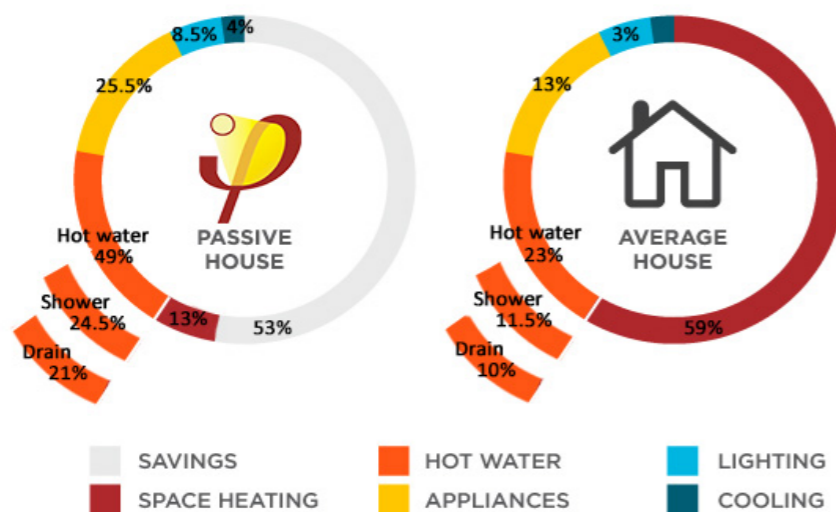 8.5%
4%
25.5%
Hot water
49%
Shower
24.5%
Drain
21%
13%
53%
PASSIVE
HOUSE
3%
13%
Hot water
23%
Shower
11.5%
Drain
10%
59%
AVERAGE
HOUSE
SAVINGS
HOT WATER
LIGHTING
SPACE HEATING
APPLIANCES
COOLING